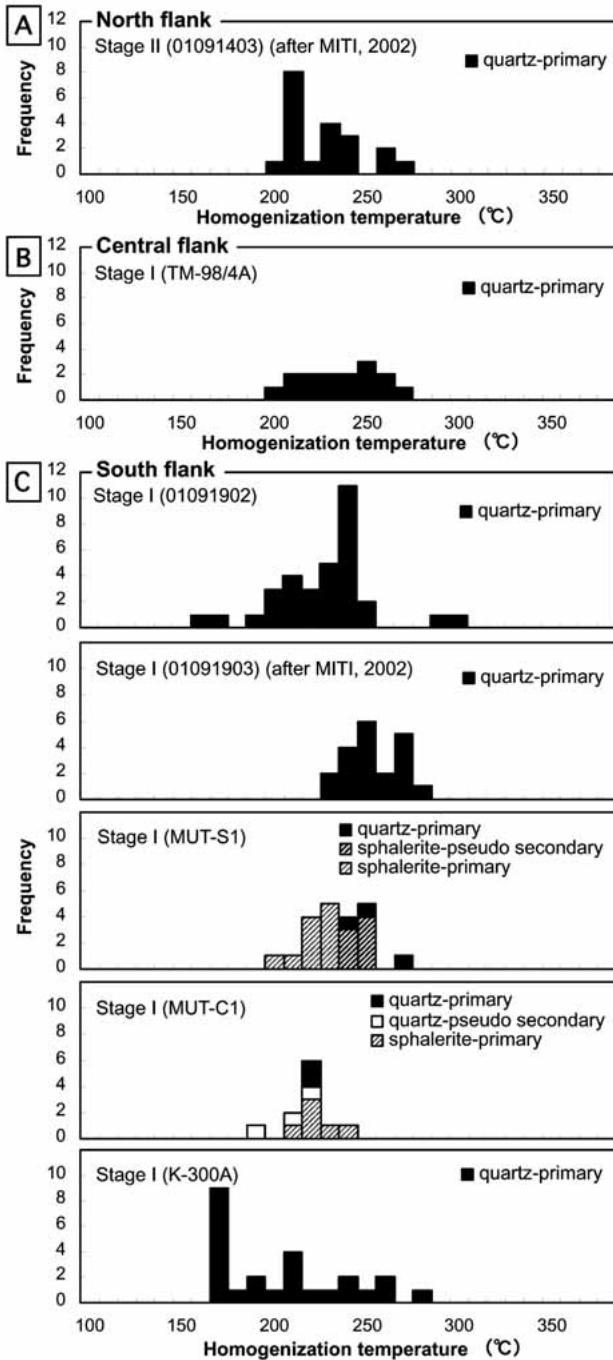 A
North flank
Stage II (01091403) (after MITI, 2002)
quartz-primary
Frequency
12
10
8
6
4
2
0
100 150 200 250 300 350
Homogenization temperature (℃)
B
Central flank
Stage I (TM-98/4A)
quartz-primary
Frequency
12
10
8
6
4
2
0
100 150 200 250 300 350
Homogenization temperature (℃)
C
South flank
Stage I (01091902)
quartz-primary
12
10
8
6
4
2
0
Stage I (01091903) (after MITI, 2002)
quartz-primary
10
8
6
4
2
0
Frequency
Stage I (MUT-S1)
quartz-primary
sphalerite-pseudo secondary
sphalerite-primary
10
8
6
4
2
0
Stage I (MUT-C1)
quartz-primary
quartz-pseudo secondary
sphalerite-primary
10
8
6
4
2
0
Stage I (K-300A)
quartz-primary
10
8
6
4
2
0
100 150 200 250 300 350
Homogenization temperature (℃)